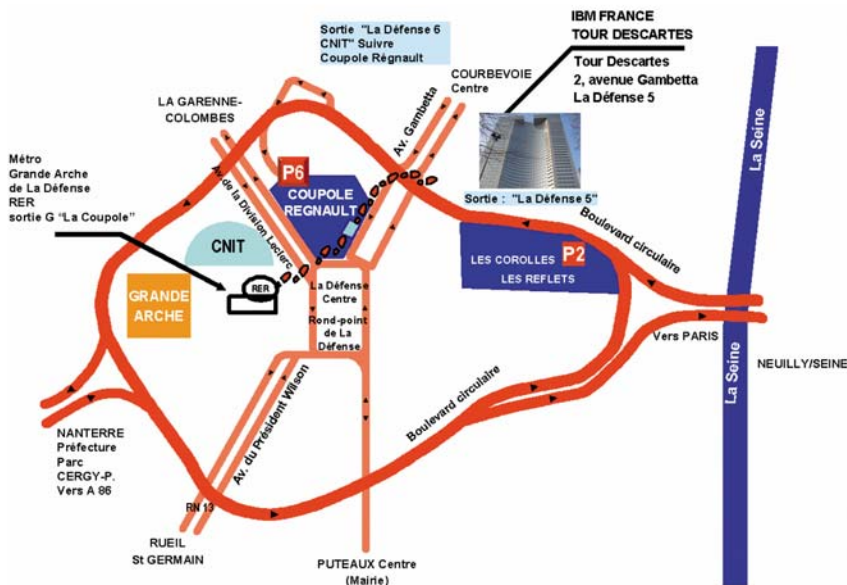 IBM FRANCE
TOUR DESCARTES
Tour Descartes
2, avenue Gambetta
La Défense 5
Sortie "La Défense 6
CNIT" Suivre
Coupole Régnault
COURBEVOIE
Centre
LA GARENNE-
COLOMBES
Av. Gambetta
La Seine
Métro
Grande Arche
de La Défense
RER
sortie G "La Coupole"
P6
COUPOLE
REGNAULT
Av de la Division Leclerc
Sortie : "La Défense 5"
Boulevard circulaire
CNIT
LES COROLLES
P2
LES REFLETS
RER
GRANDE
ARCHE
La Défense
Centre
Rond-point
de La
Défense
Vers PARIS
NEUILLY/SEINE
La Seine
Av. du Président Wilson
Boulevard circulaire
NANTERRE
Préfecture
Parc
CERGY-P.
Vers A 86
RN 13
RUEIL
St GERMAIN
PUTEAUX Centre
(Mairie)